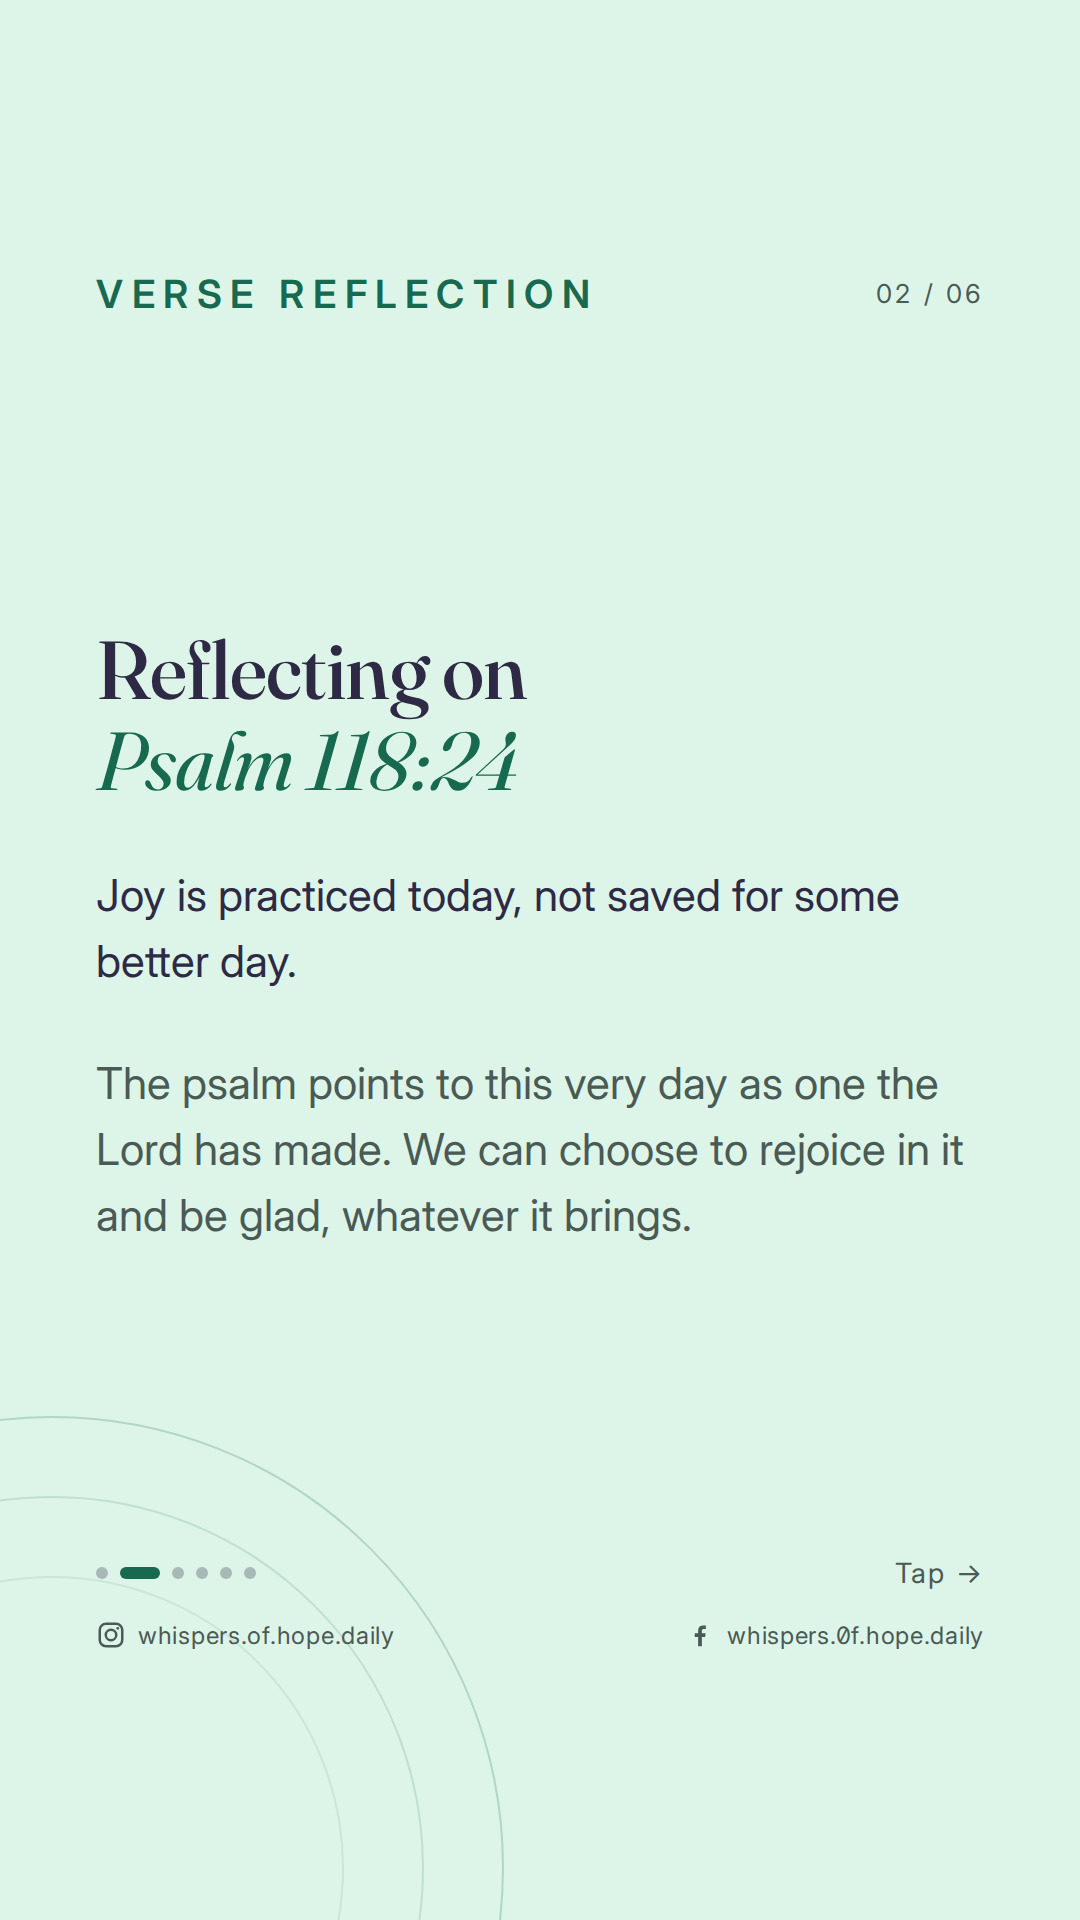 VERSE REFLECTION
02 / 06
Reflecting on
Psalm 118:24
Joy is practiced today, not saved for some
better day.
The psalm points to this very day as one the
Lord has made. We can choose to rejoice in it
and be glad, whatever it brings.
Tap →
whispers.of.hope.daily
whispers.0f.hope.daily